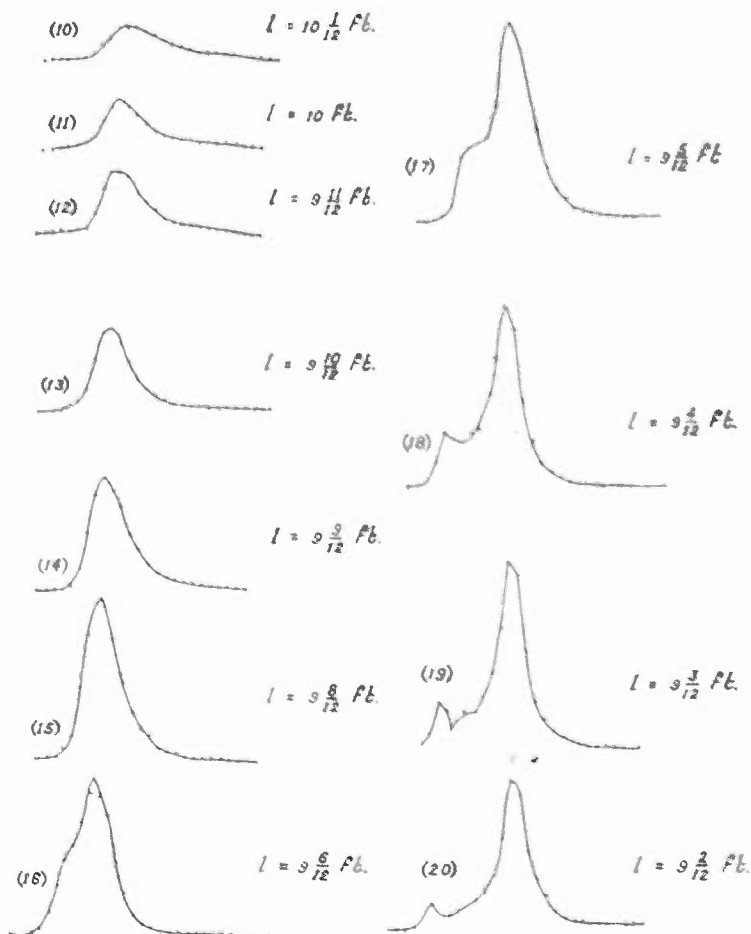 (10) l = 10 1/12 ft.
(11) l = 10 ft.
(12) l = 9 11/12 ft.
(13) l = 9 10/12 ft.
(14) l = 9 9/12 ft.
(15) l = 9 8/12 ft.
(16) l = 9 6/12 ft.
(17) l = 9 5/12 ft
(18) l = 9 4/12 ft.
(19) l = 9 3/12 ft.
(20) l = 9 2/12 ft.